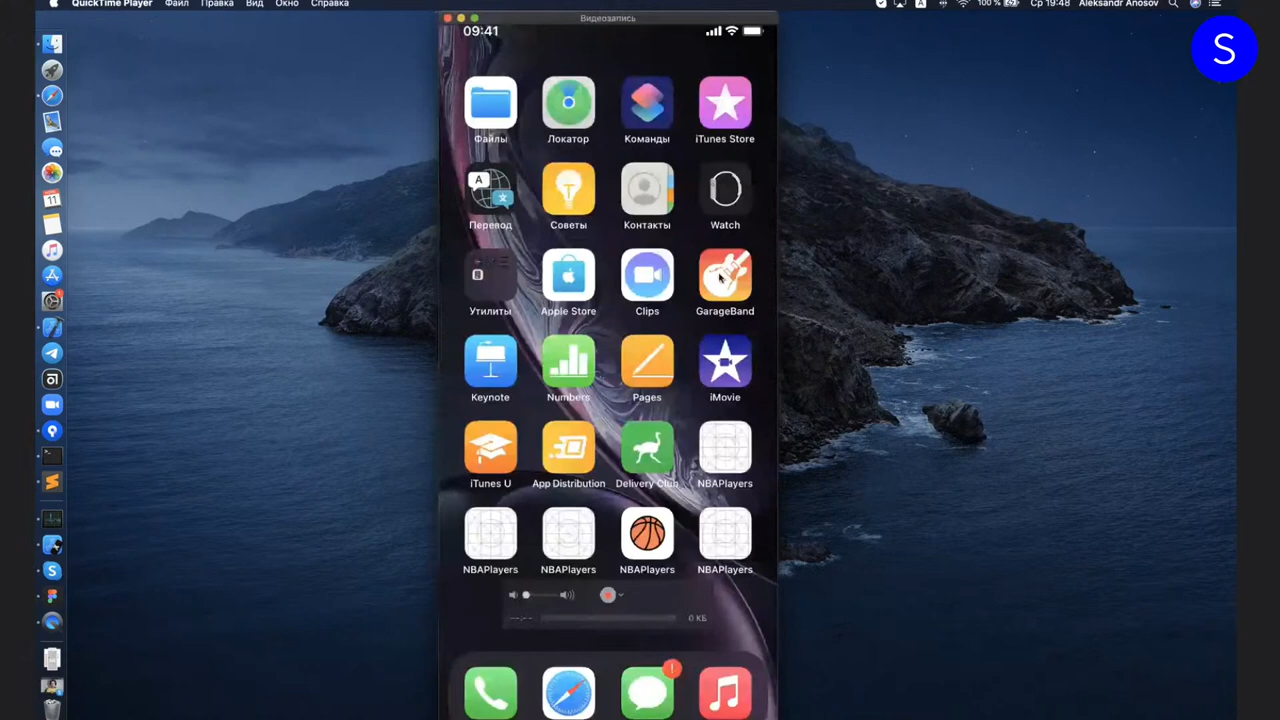 QuickTime Player Файл Правка Вид Окно Справка
A 100 % Ср 19:48 Aleksandr Anosov
S
Видеозапись
09:41
Файлы Локатор Команды iTunes Store
Перевод Советы Контакты Watch
Утилиты Apple Store Clips GarageBand
Keynote Numbers Pages iMovie
iTunes U App Distribution Delivery Club NBAPlayers
NBAPlayers NBAPlayers NBAPlayers NBAPlayers
--:-- 0 КБ